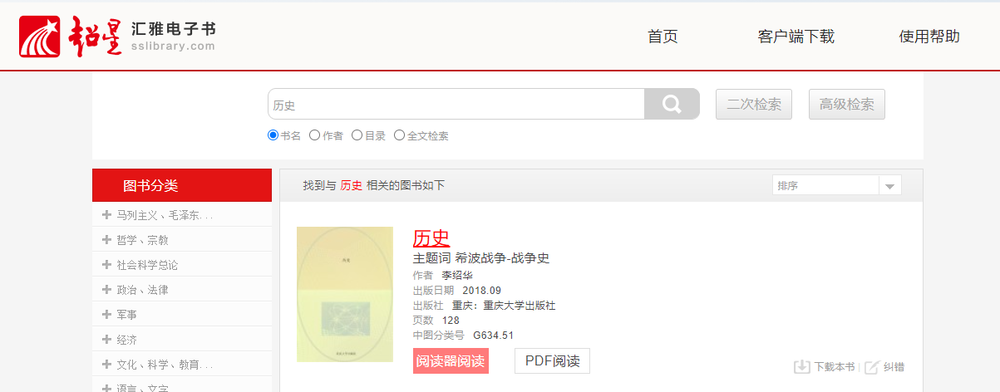 超星 汇雅电子书
sslibrary.com
首页 客户端下载 使用帮助
历史
二次检索 高级检索
书名 作者 目录 全文检索
图书分类
马列主义、毛泽东...
哲学、宗教
社会科学总论
政治、法律
军事
经济
文化、科学、教育...
语言、文字
找到与 历史 相关的图书如下
排序
历史
主题词 希波战争-战争史
作者 李绍华
出版日期 2018.09
出版社 重庆：重庆大学出版社
页数 128
中图分类号 G634.51
阅读器阅读 PDF阅读
下载本书 | 纠错